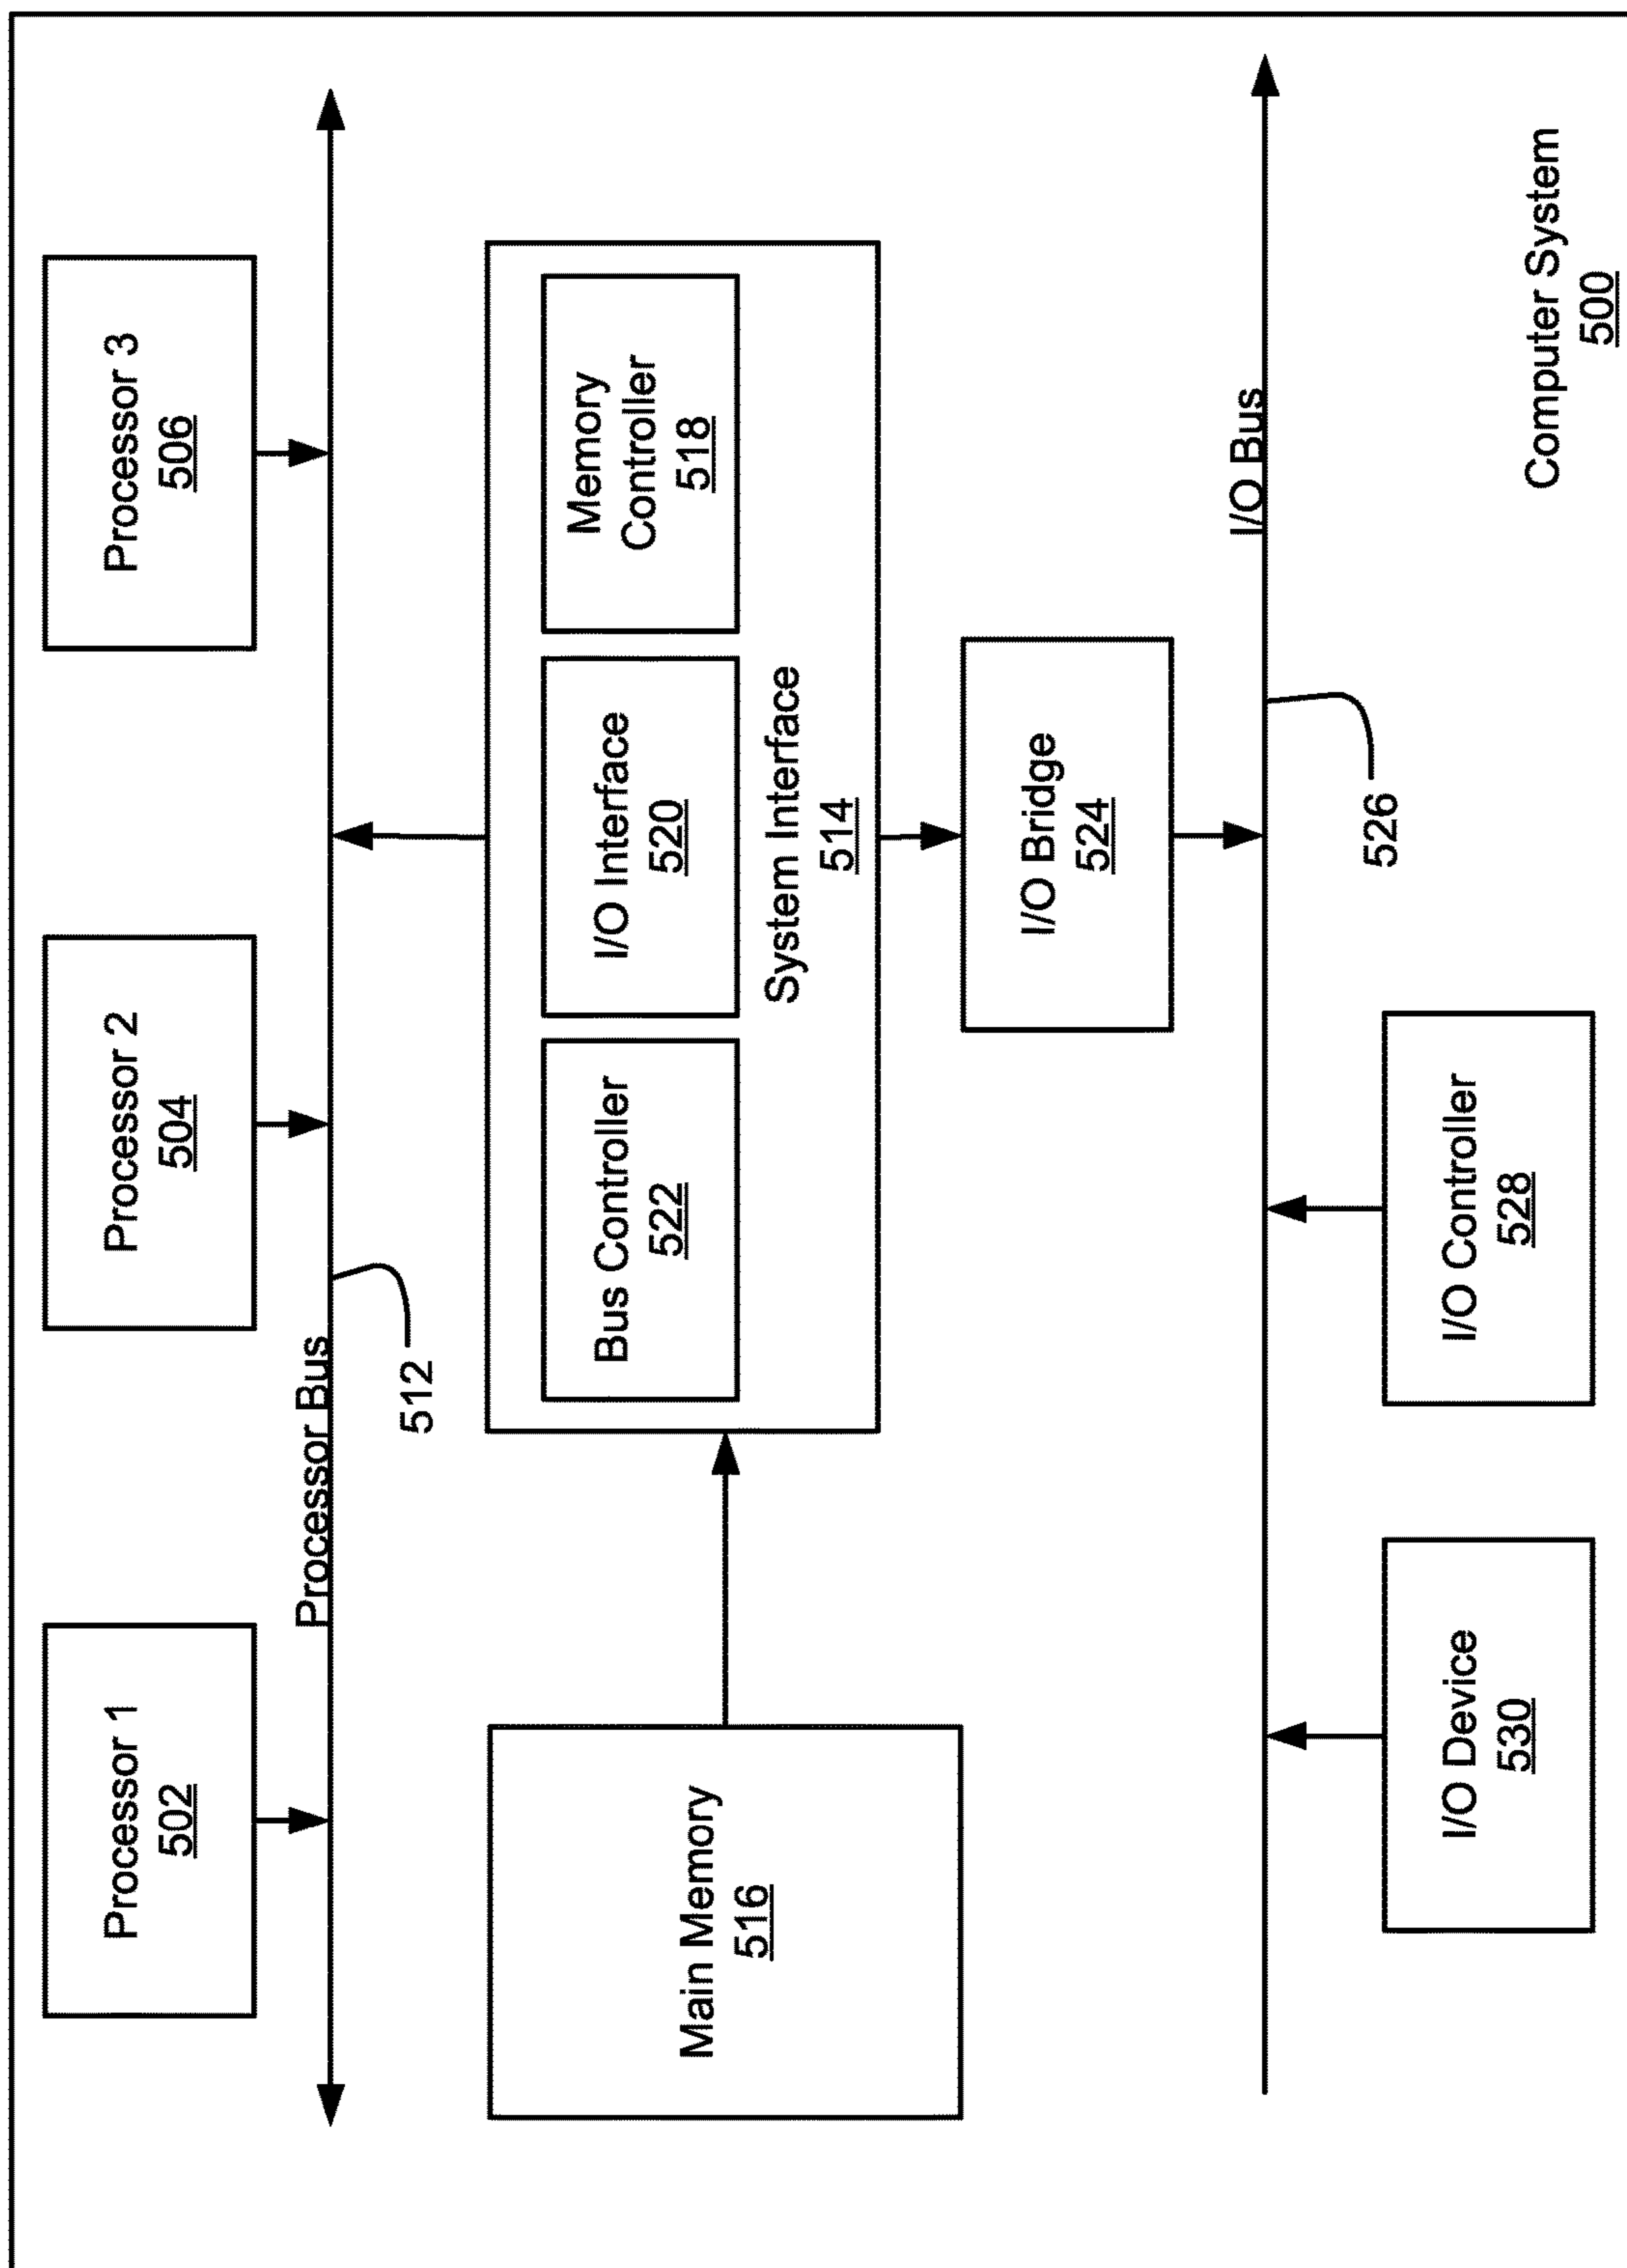 Processor 1
502
Processor 2
504
Processor 3
506
Processor Bus
512
Main Memory
516
Bus Controller
522
I/O Interface
520
Memory
Controller
518
System Interface
514
I/O Bridge
524
I/O Bus
526
I/O Device
530
I/O Controller
528
Computer System
500